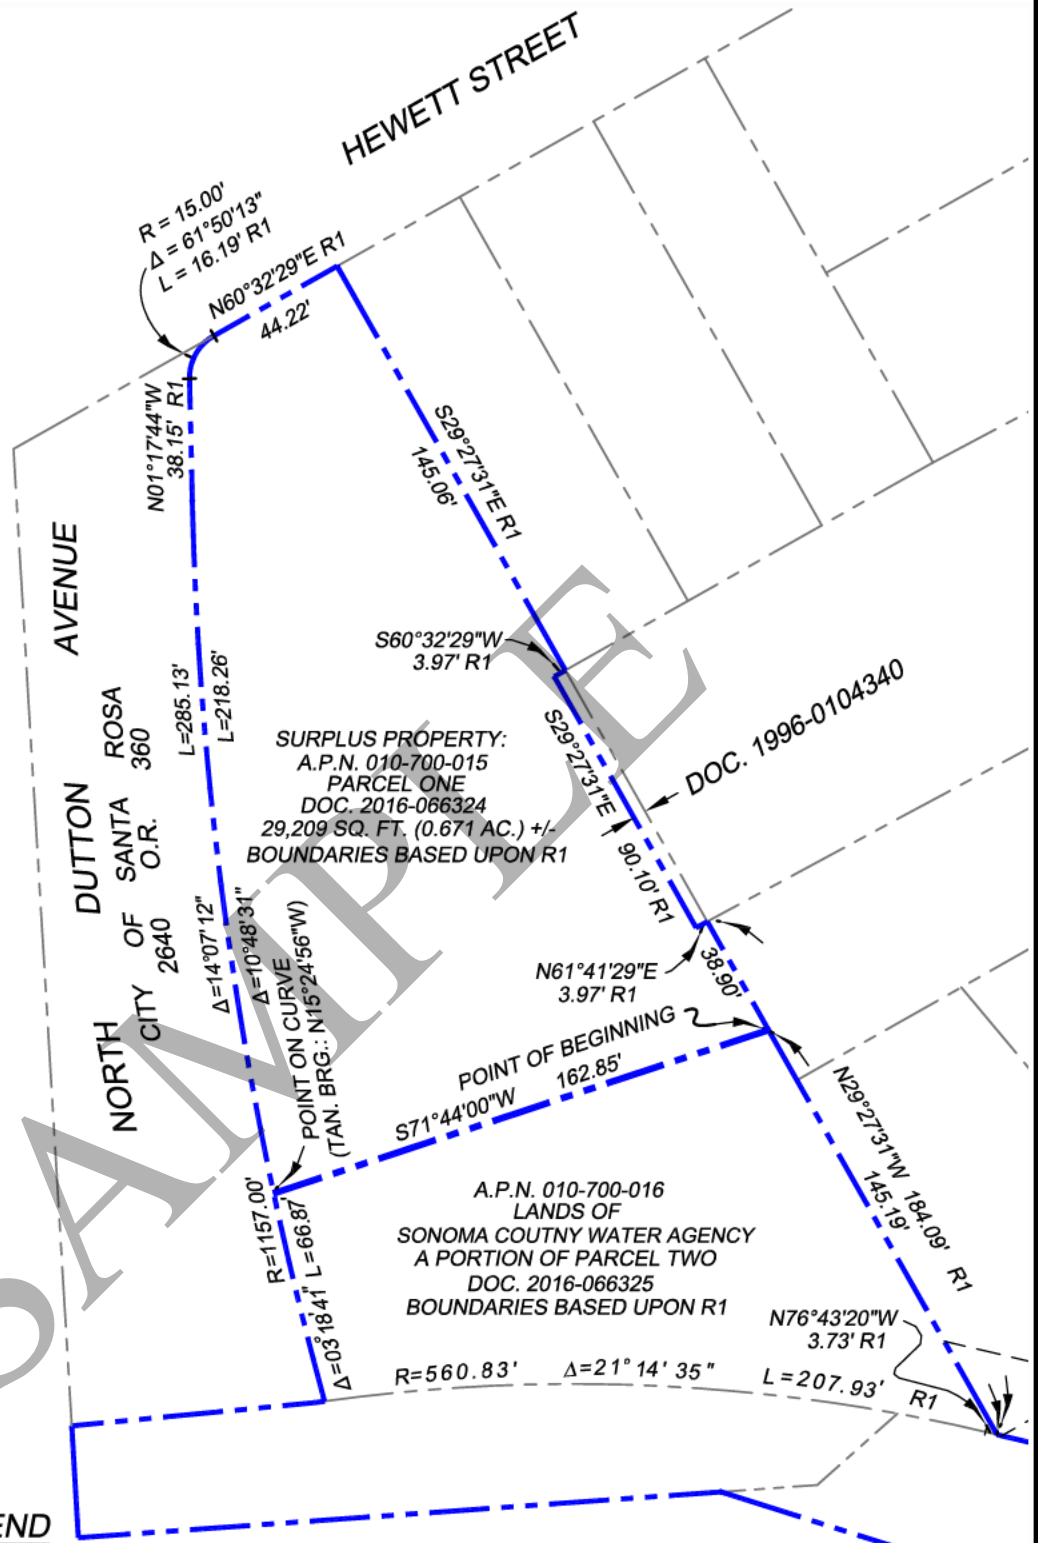 HEWETT STREET
R = 15.00'
Δ = 61°50'13"
L = 16.19' R1
N60°32'29"E R1
44.22'
N01°17'44"W
38.15' R1
S29°27'31"E R1
145.06'
AVENUE
S60°32'29"W
3.97' R1
L=285.13'
L=218.26'
SURPLUS PROPERTY:
A.P.N. 010-700-015
PARCEL ONE
DOC. 2016-066324
29,209 SQ. FT. (0.671 AC.) +/-
BOUNDARIES BASED UPON R1
S29°27'31"E
90.10' R1
DOC. 1996-0104340
NORTH DUTTON
CITY OF SANTA ROSA
2640 O.R. 360
Δ=14°07'12"
Δ=10°48'31"
POINT ON CURVE
(TAN. BRG.: N15°24'56"W)
N61°41'29"E
3.97' R1
38.90'
POINT OF BEGINNING
S71°44'00"W 162.85'
N29°27'31"W 184.09' R1
145.19'
R=1157.00'
L=66.87'
Δ=03°18'41"
A.P.N. 010-700-016
LANDS OF
SONOMA COUTNY WATER AGENCY
A PORTION OF PARCEL TWO
DOC. 2016-066325
BOUNDARIES BASED UPON R1
N76°43'20"W
3.73' R1
R=560.83' Δ=21°14'35" L=207.93' R1
END
SAMPLE